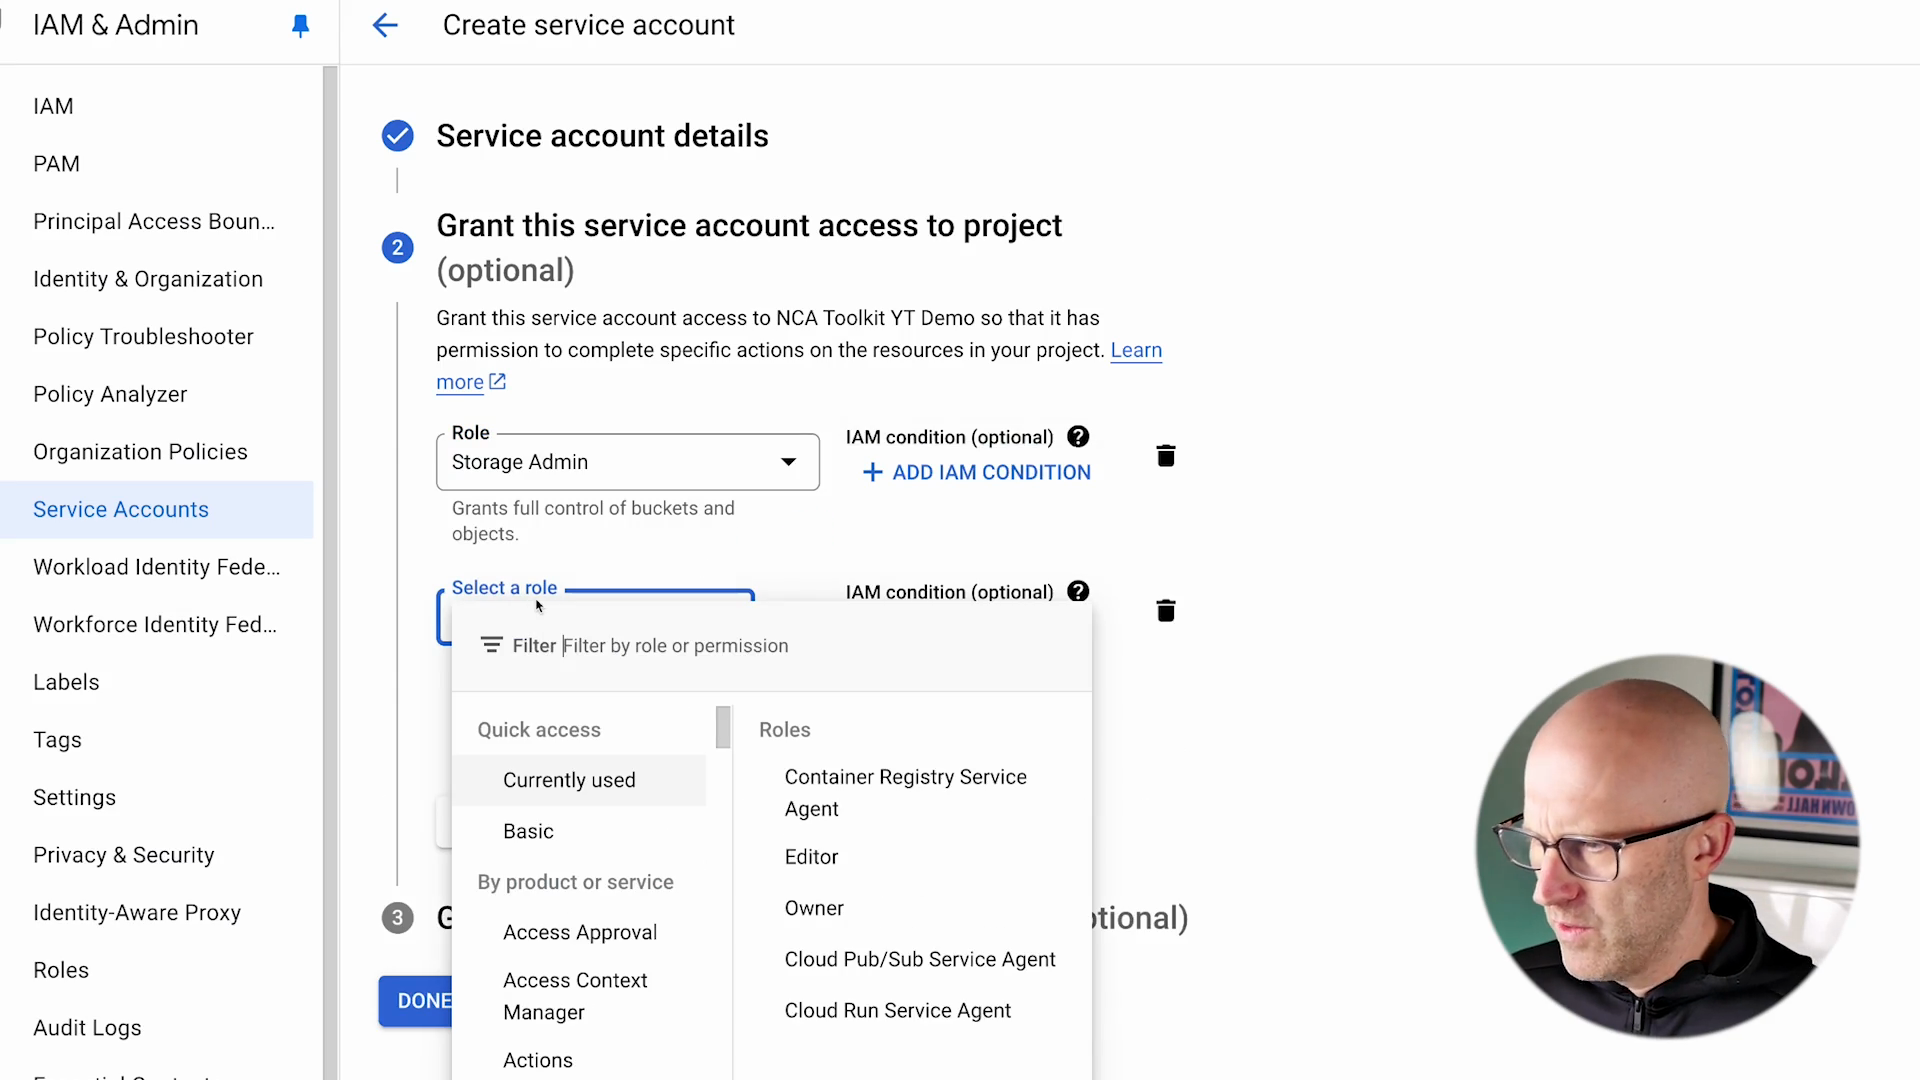 IAM & Admin
Create service account
IAM
PAM
Principal Access Boun...
Identity & Organization
Policy Troubleshooter
Policy Analyzer
Organization Policies
Service Accounts
Workload Identity Fede...
Workforce Identity Fed...
Labels
Tags
Settings
Privacy & Security
Identity-Aware Proxy
Roles
Audit Logs
Service account details
2
Grant this service account access to project
(optional)
Grant this service account access to NCA Toolkit YT Demo so that it has
permission to complete specific actions on the resources in your project. Learn
more
Role
Storage Admin
IAM condition (optional)
ADD IAM CONDITION
Grants full control of buckets and
objects.
Select a role
IAM condition (optional)
Filter Filter by role or permission
Quick access
Currently used
Basic
By product or service
Access Approval
Access Context
Manager
Actions
Roles
Container Registry Service
Agent
Editor
Owner
Cloud Pub/Sub Service Agent
Cloud Run Service Agent
3
G
ptional)
DONE